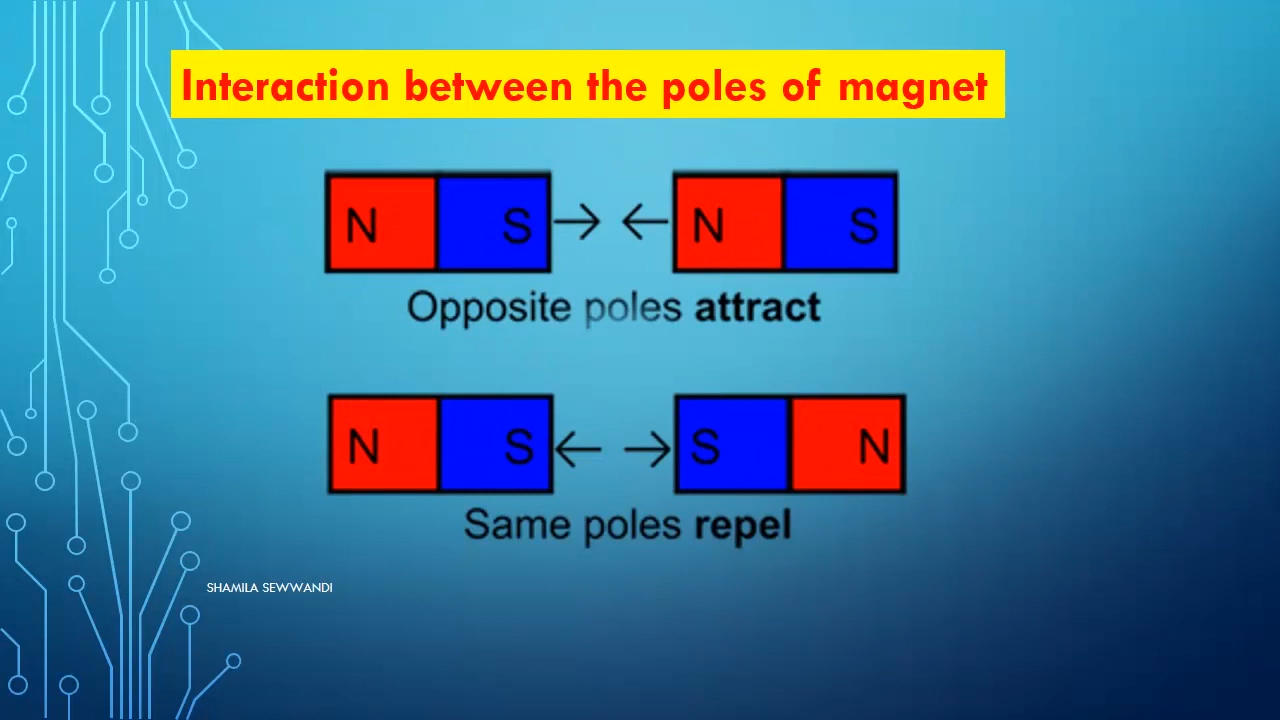 Interaction between the poles of magnet
N S N S
Opposite poles attract
N S S N
Same poles repel
SHAMILA SEWWANDI